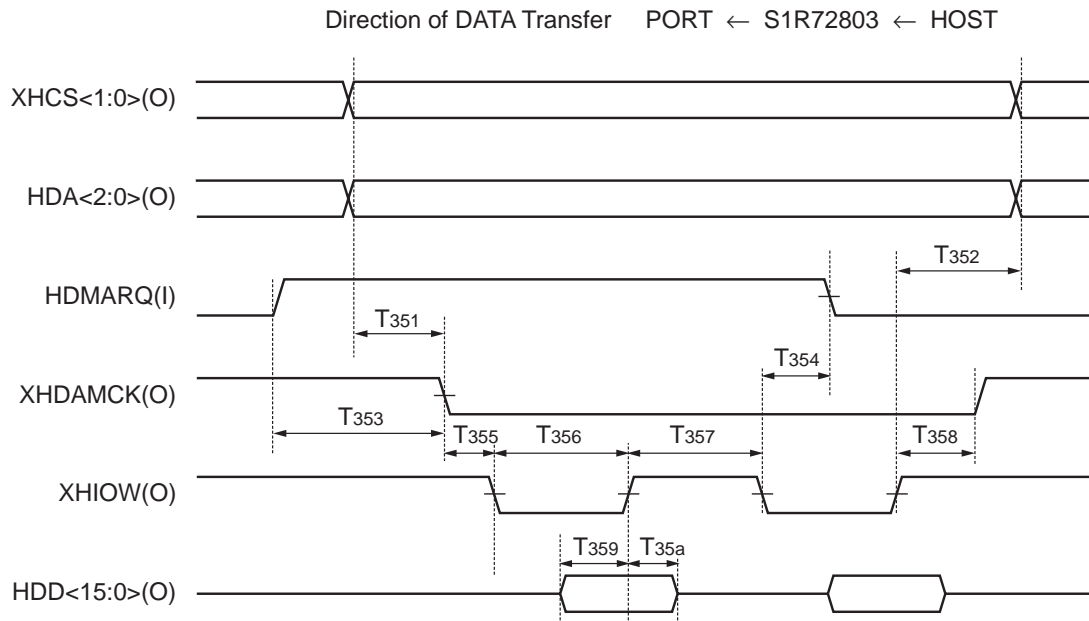 Direction of DATA Transfer PORT ← S1R72803 ← HOST
XHCS<1:0>(O)
HDA<2:0>(O)
T352
HDMARQ(I)
T351
T354
XHDAMCK(O)
T353
T355 T356 T357 T358
XHIOW(O)
T359 T35a
HDD<15:0>(O)